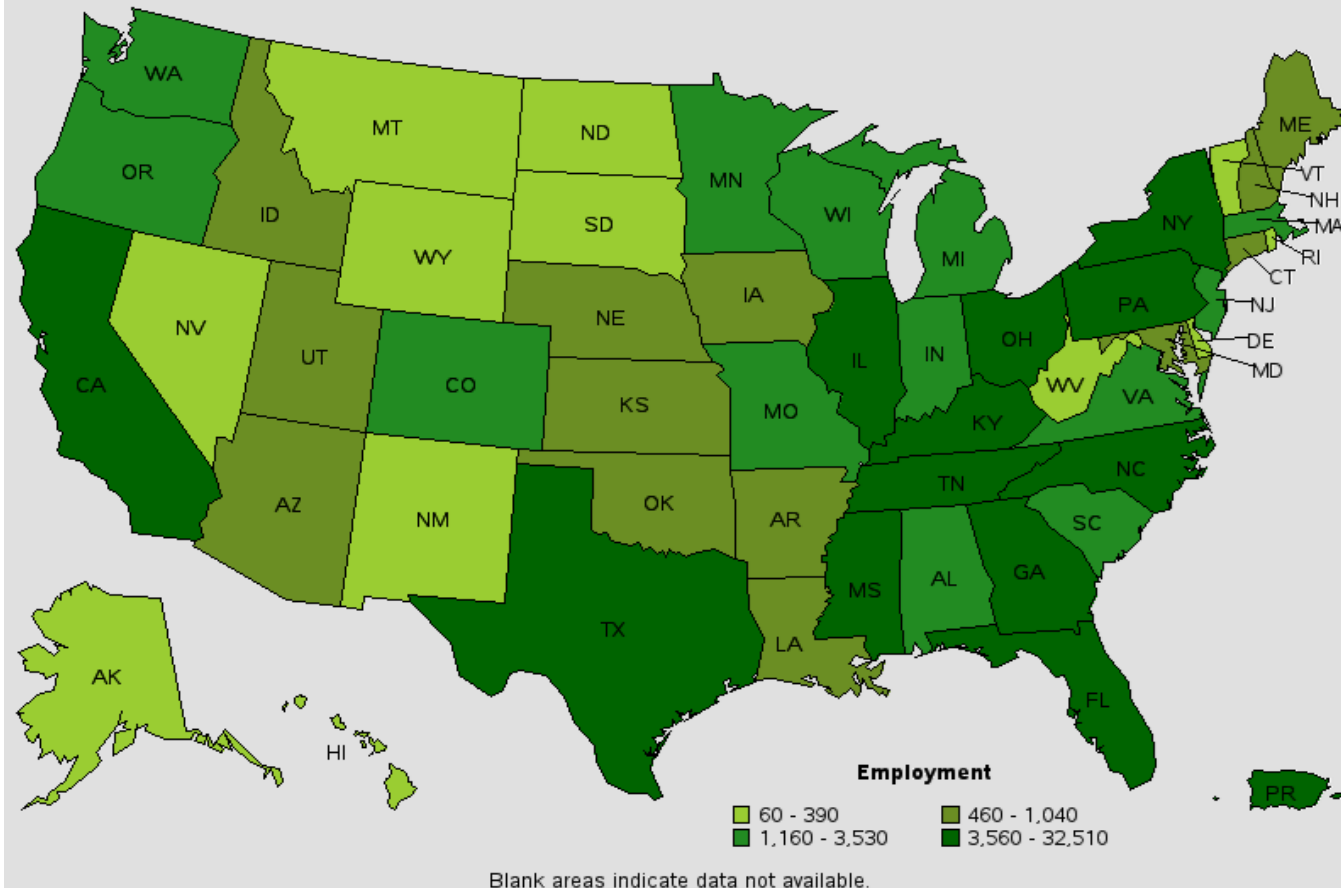 WA
MT
ND
OR
ID
SD
WY
MN
WI
MI
ME
VT
NH
MA
NY
RI
CT
NV
UT
NE
IA
PA
NJ
CA
CO
IL
IN
OH
DE
MD
KS
MO
WV
VA
KY
AZ
NM
OK
AR
TN
NC
SC
MS
AL
GA
TX
LA
FL
AK
HI
PR
Employment
60 - 390
460 - 1,040
1,160 - 3,530
3,560 - 32,510
Blank areas indicate data not available.